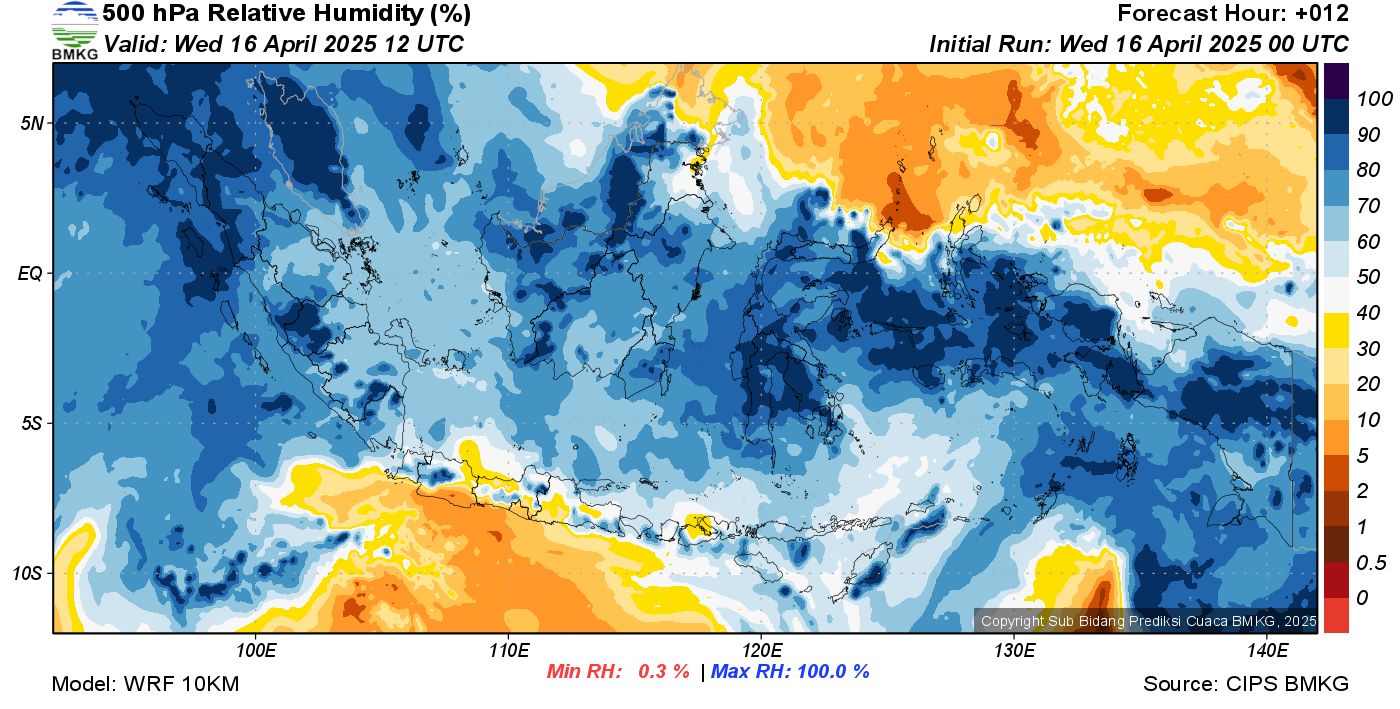 500 hPa Relative Humidity (%)
Forecast Hour: +012
BMKG
Valid: Wed 16 April 2025 12 UTC
Initial Run: Wed 16 April 2025 00 UTC
5N
EQ
5S
10S
100E
110E
120E
130E
140E
100
90
80
70
60
50
40
30
20
10
5
2
1
0.5
0
Copyright Sub Bidang Prediksi Cuaca BMKG, 2025
Min RH: 0.3 % | Max RH: 100.0 %
Model: WRF 10KM
Source: CIPS BMKG